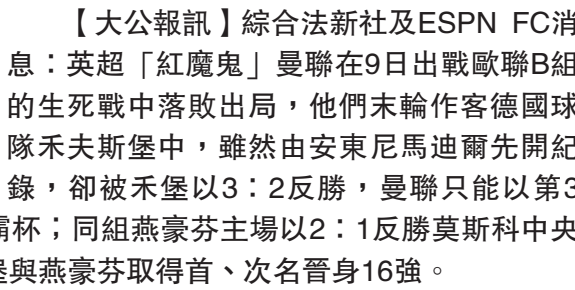 【大公報訊】綜合法新社及ESPN FC消
息：英超「紅魔鬼」曼聯在9日出戰歐聯B組
的生死戰中落敗出局，他們末輪作客德國球
隊禾夫斯堡中，雖然由安東尼馬迪爾先開紀
錄，卻被禾堡以3：2反勝，曼聯只能以第3
霸杯；同組燕豪芬主場以2：1反勝莫斯科中央
堡與燕豪芬取得首、次名晉身16強。